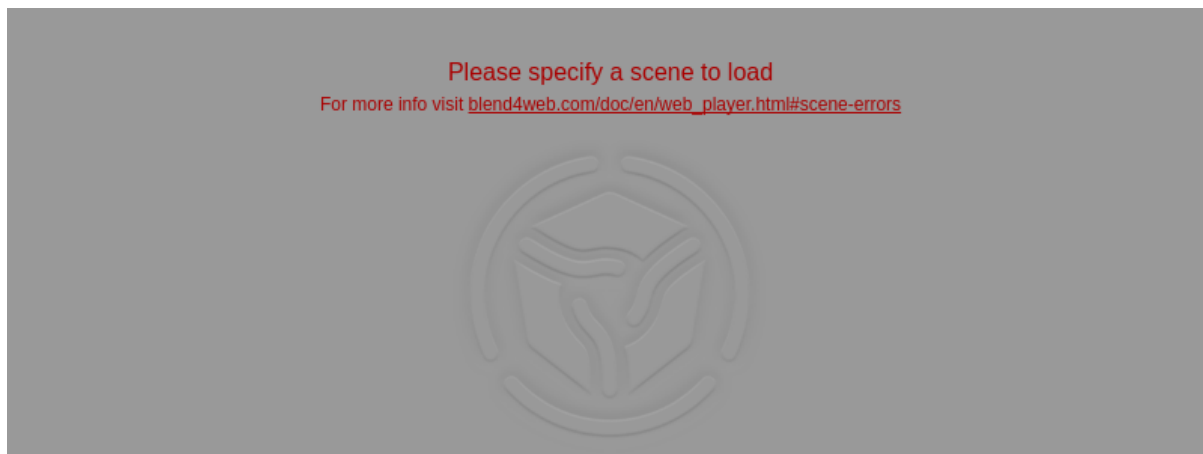 Please specify a scene to load
For more info visit blend4web.com/doc/en/web_player.html#scene-errors